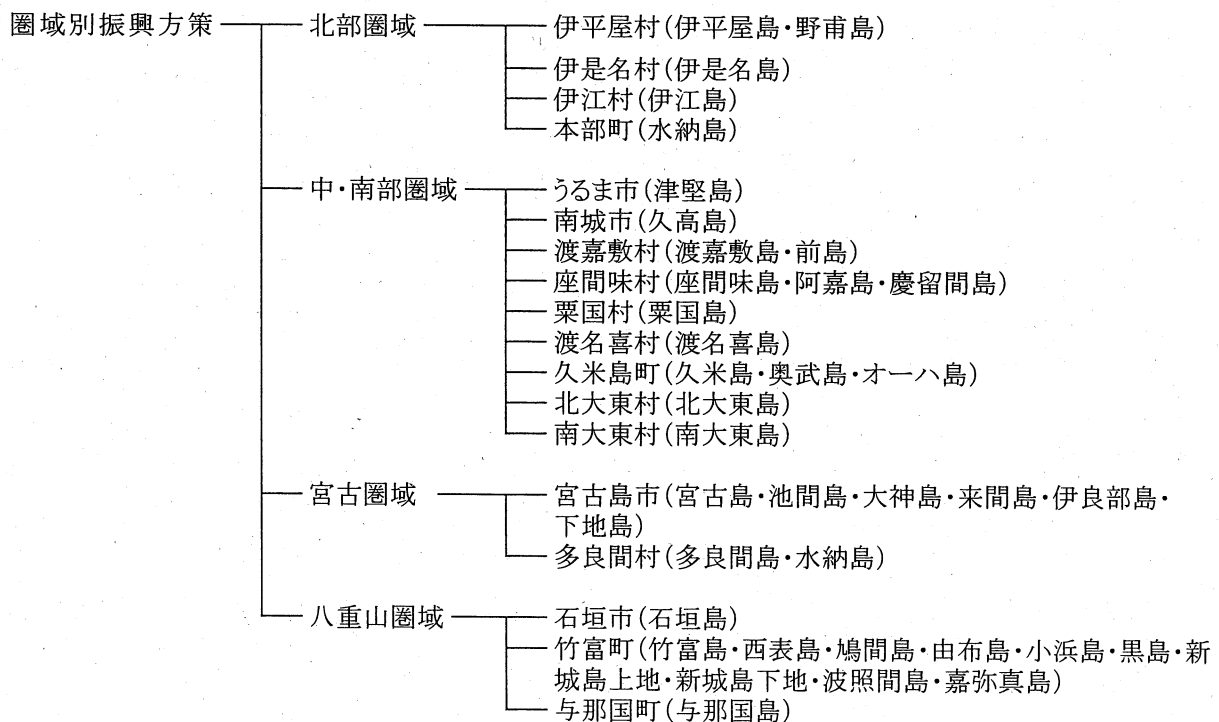 圏域別振興方策 北部圏域 伊平屋村(伊平屋島・野甫島)
伊是名村(伊是名島)
伊江村(伊江島)
本部町(水納島)
中・南部圏域 うるま市(津堅島)
南城市(久高島)
渡嘉敷村(渡嘉敷島・前島)
座間味村(座間味島・阿嘉島・慶留間島)
粟国村(粟国島)
渡名喜村(渡名喜島)
久米島町(久米島・奥武島・オーハ島)
北大東村(北大東島)
南大東村(南大東島)
宮古圏域 宮古島市(宮古島・池間島・大神島・来間島・伊良部島・
下地島)
多良間村(多良間島・水納島)
八重山圏域 石垣市(石垣島)
竹富町(竹富島・西表島・鳩間島・由布島・小浜島・黒島・新
城島上地・新城島下地・波照間島・嘉弥真島)
与那国町(与那国島)